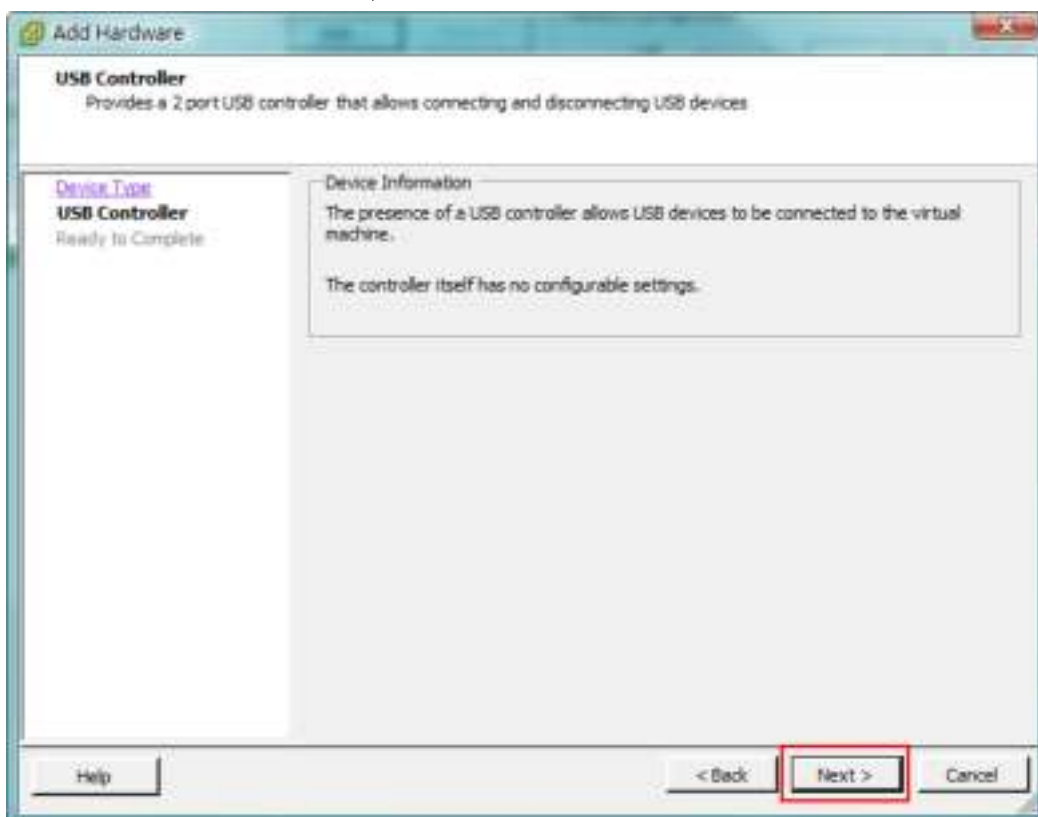 Add Hardware
USB Controller
Provides a 2 port USB controller that allows connecting and disconnecting USB devices
Device Type
USB Controller
Ready to Complete
Device Information
The presence of a USB controller allows USB devices to be connected to the virtual
machine.
The controller itself has no configurable settings.
Help
< Back
Next >
Cancel